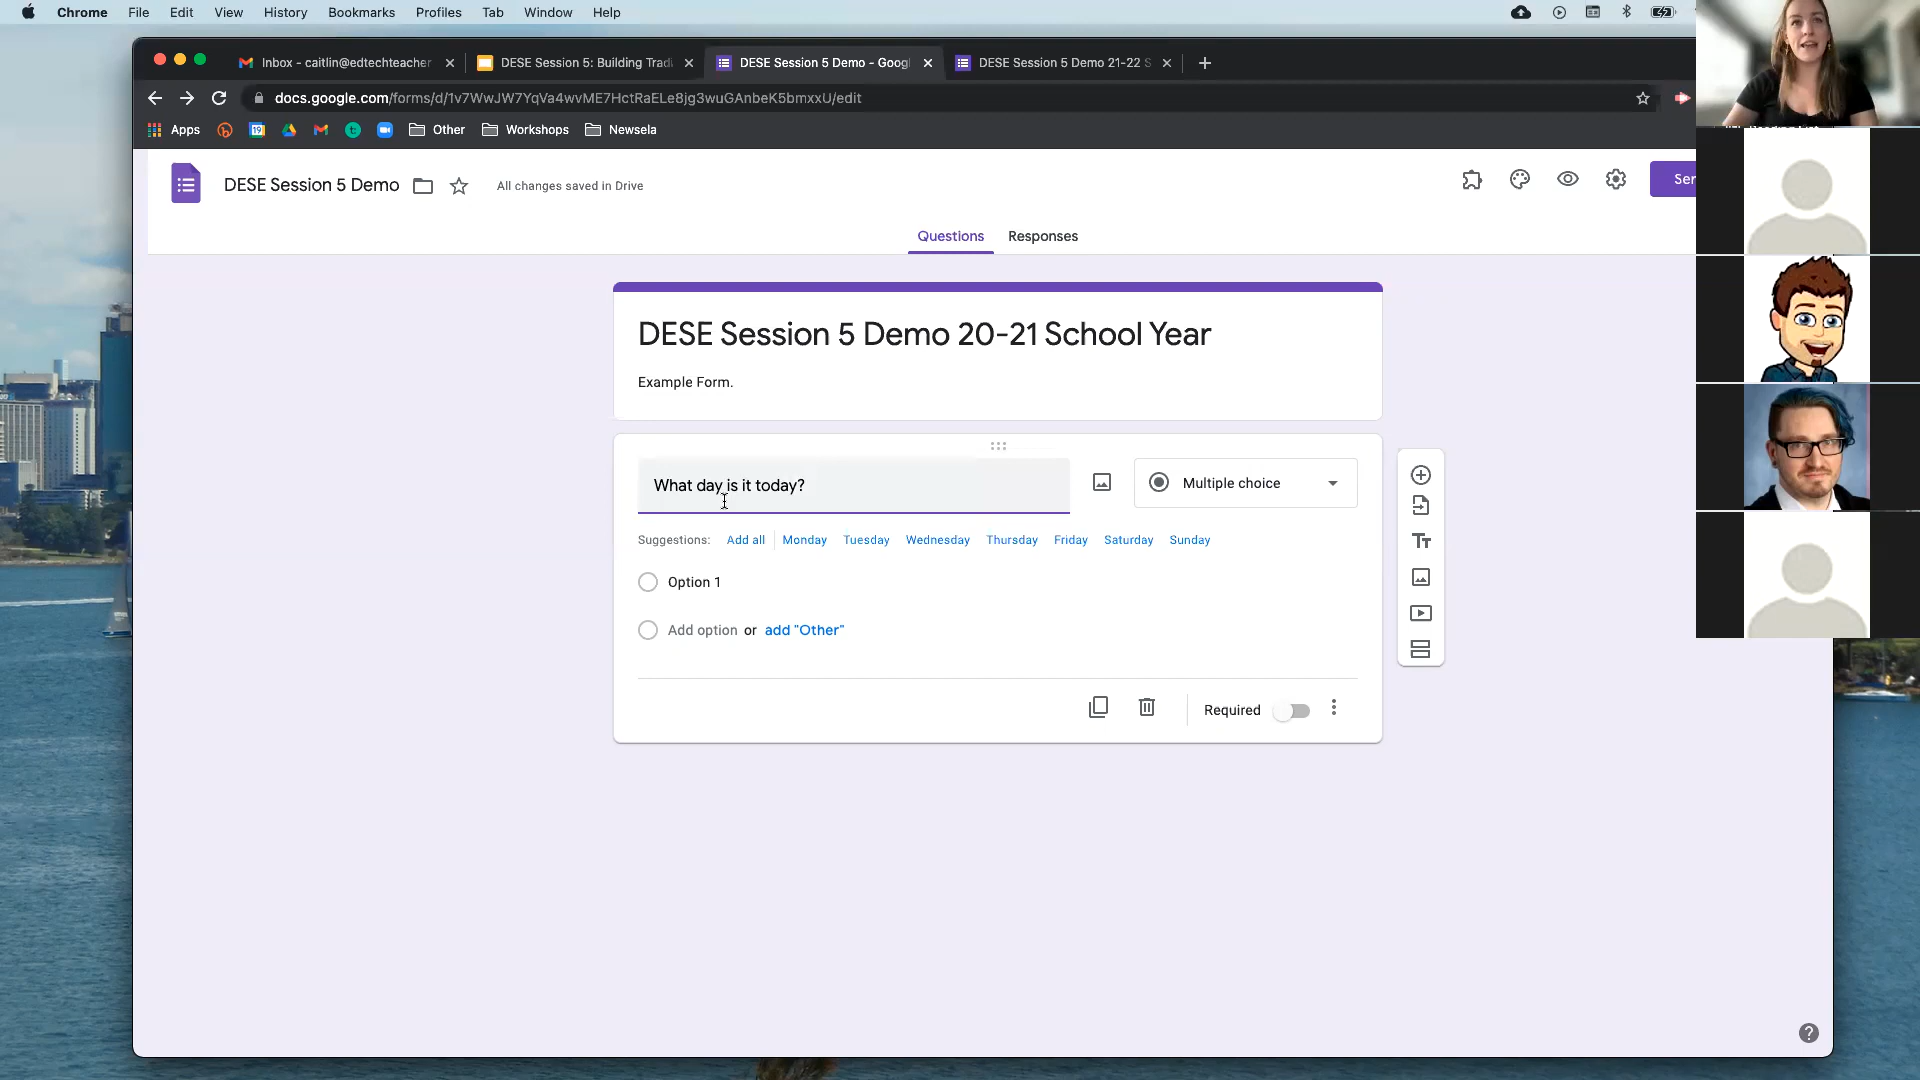 Chrome File Edit View History Bookmarks Profiles Tab Window Help
Inbox - caitlin@edtechteacher
DESE Session 5: Building Tradi
DESE Session 5 Demo - Googl
DESE Session 5 Demo 21-22 S
docs.google.com/forms/d/1v7WwJW7YqVa4wvME7HctRaELe8jg3wuGAnbeK5bmxxU/edit
Apps 19 Other Workshops Newsela
DESE Session 5 Demo
All changes saved in Drive
Ser
Questions Responses
DESE Session 5 Demo 20-21 School Year
Example Form.
What day is it today?
Multiple choice
Suggestions: Add all Monday Tuesday Wednesday Thursday Friday Saturday Sunday
Option 1
Add option or add "Other"
Required